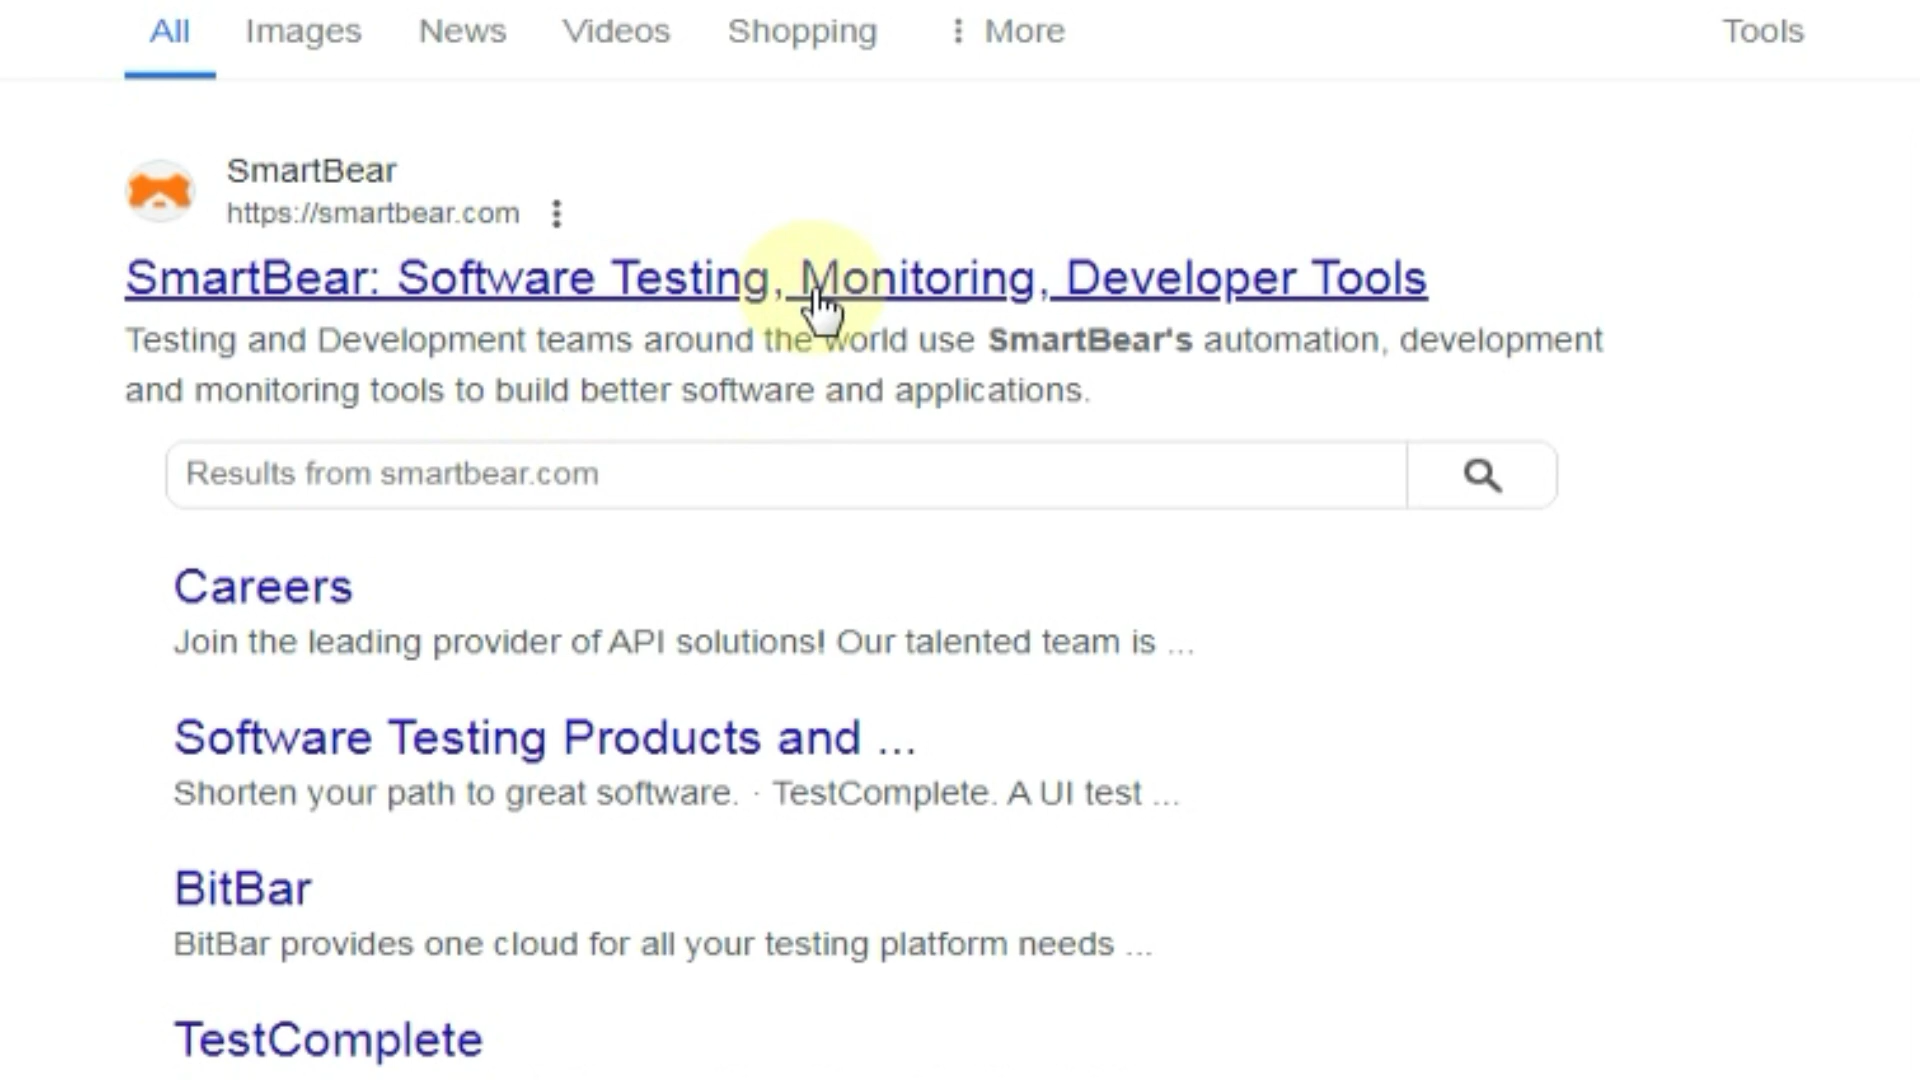 All Images News Videos Shopping More Tools
SmartBear
https://smartbear.com
SmartBear: Software Testing, Monitoring, Developer Tools
Testing and Development teams around the world use SmartBear's automation, development
and monitoring tools to build better software and applications.
Results from smartbear.com
Careers
Join the leading provider of API solutions! Our talented team is ...
Software Testing Products and ...
Shorten your path to great software. · TestComplete. A UI test ...
BitBar
BitBar provides one cloud for all your testing platform needs ...
TestComplete